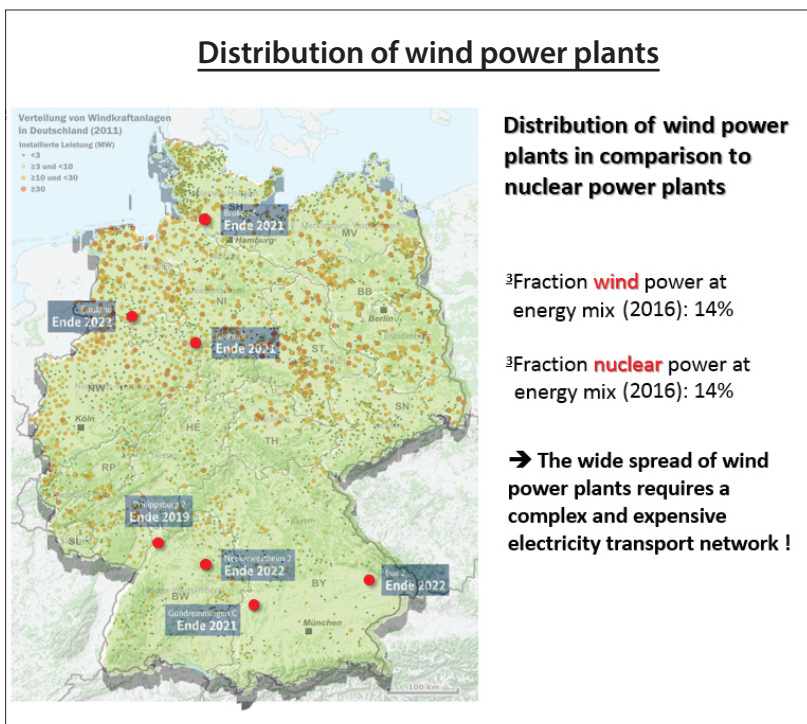 Distribution of wind power plants
Verteilung von Windkraftanlagen
in Deutschland (2011)
Installierte Leistung (MW)
<3
≥3 und <10
≥10 und <30
≥30
SH
Brokdorf
Ende 2021
Hamburg
Mecklenburg-Vorpommern
MV
Emsland
Ende 2022
NI
BB
Berlin
Ende 2021
ST
NW
Köln
HE
TH
SN
RP
Philippsburg 2
Ende 2019
SL
Neckarwestheim 2
Ende 2022
BW
BY
Isar 2
Ende 2022
Gundremmingen C
Ende 2021
München
100 km
Distribution of wind power
plants in comparison to
nuclear power plants
³Fraction wind power at
energy mix (2016): 14%
³Fraction nuclear power at
energy mix (2016): 14%
➔ The wide spread of wind
power plants requires a
complex and expensive
electricity transport network !